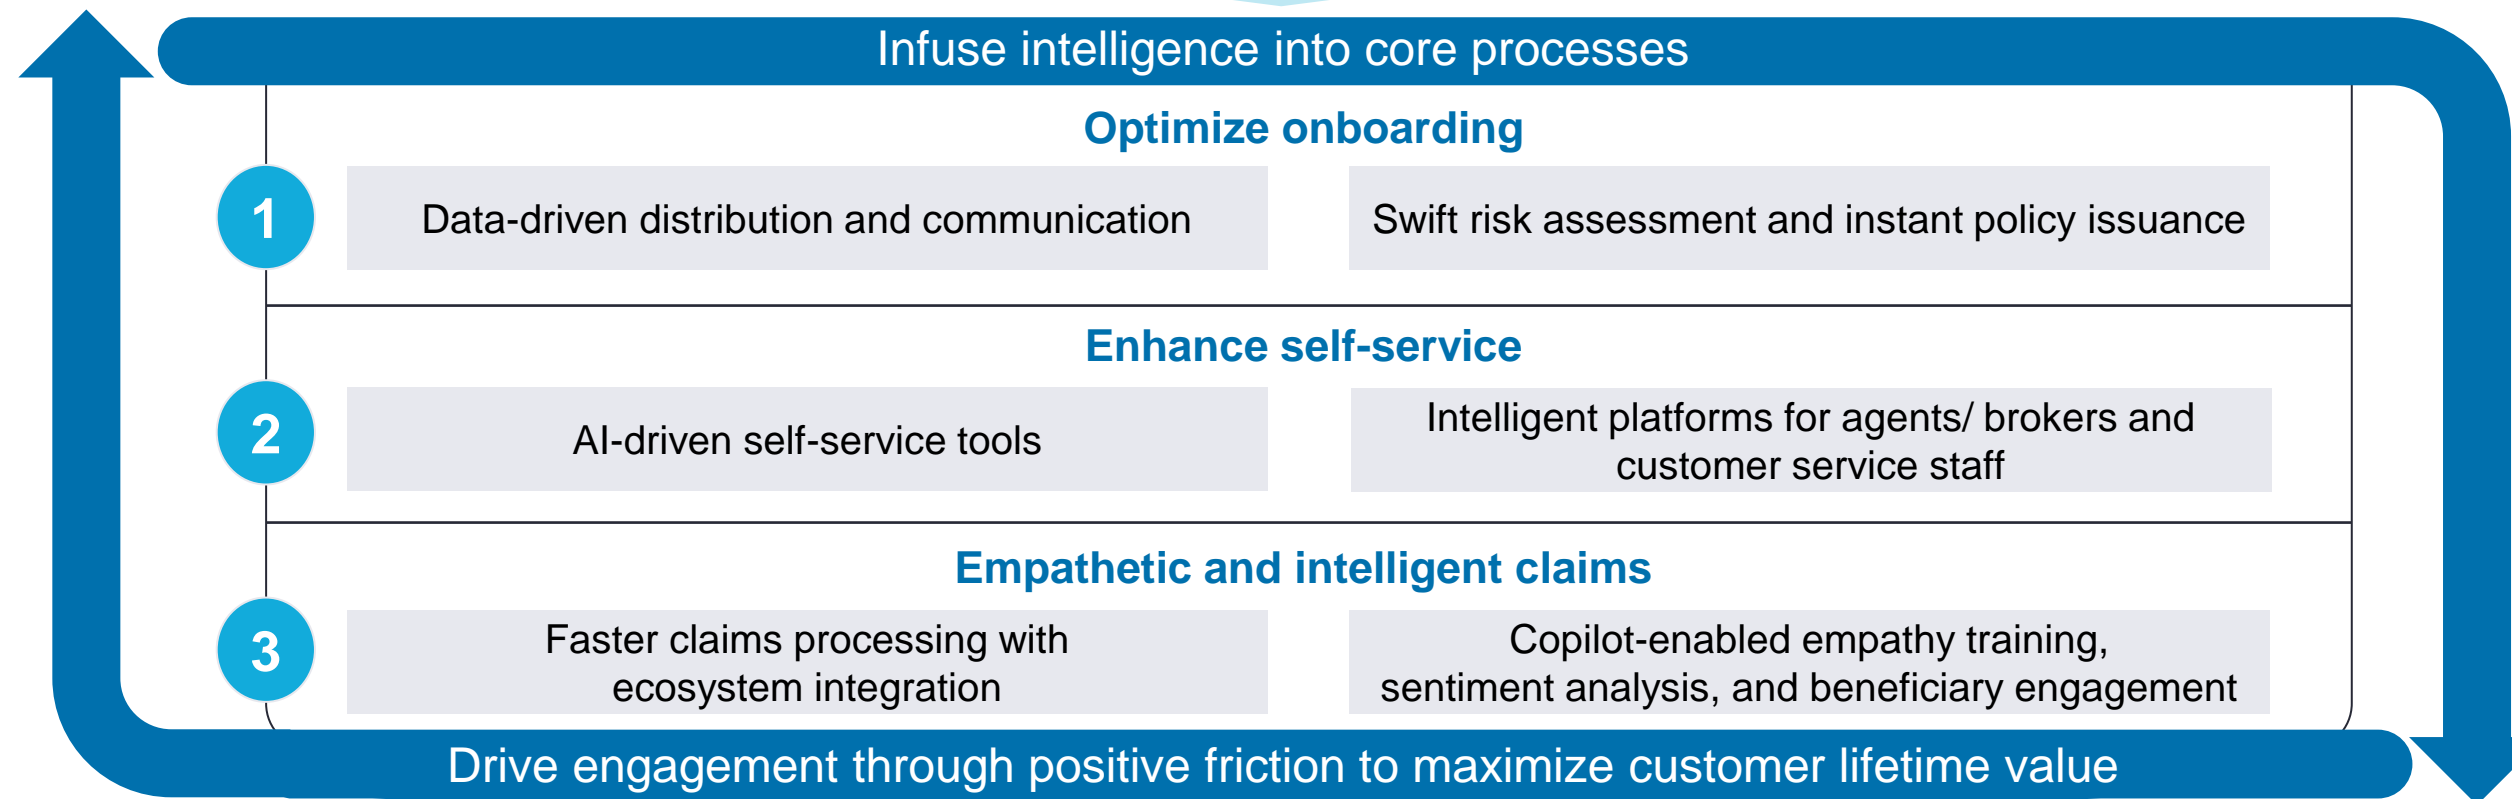 Infuse intelligence into core processes
Optimize onboarding
1
Data-driven distribution and communication
Swift risk assessment and instant policy issuance
Enhance self-service
2
AI-driven self-service tools
Intelligent platforms for agents/ brokers and
customer service staff
Empathetic and intelligent claims
3
Faster claims processing with
ecosystem integration
Copilot-enabled empathy training,
sentiment analysis, and beneficiary engagement
Drive engagement through positive friction to maximize customer lifetime value